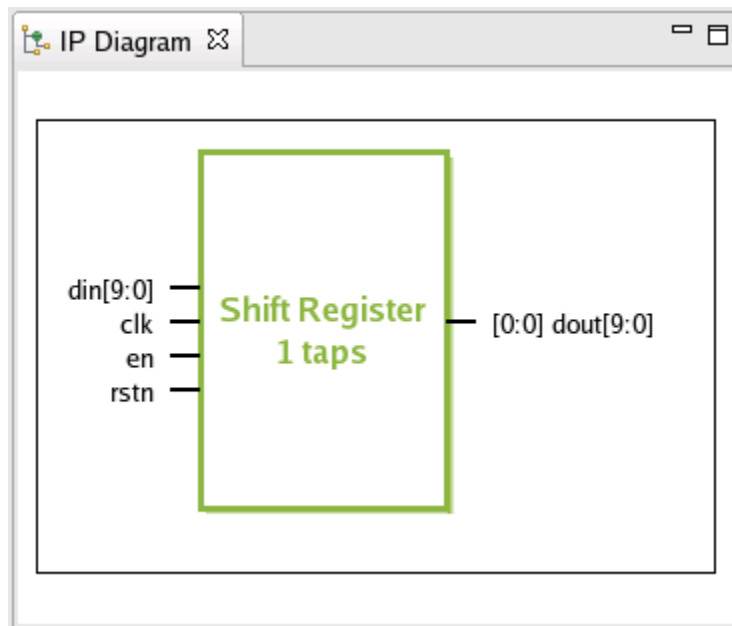 IP Diagram
din[9:0]
clk
en
rstn
Shift Register
1 taps
[0:0] dout[9:0]